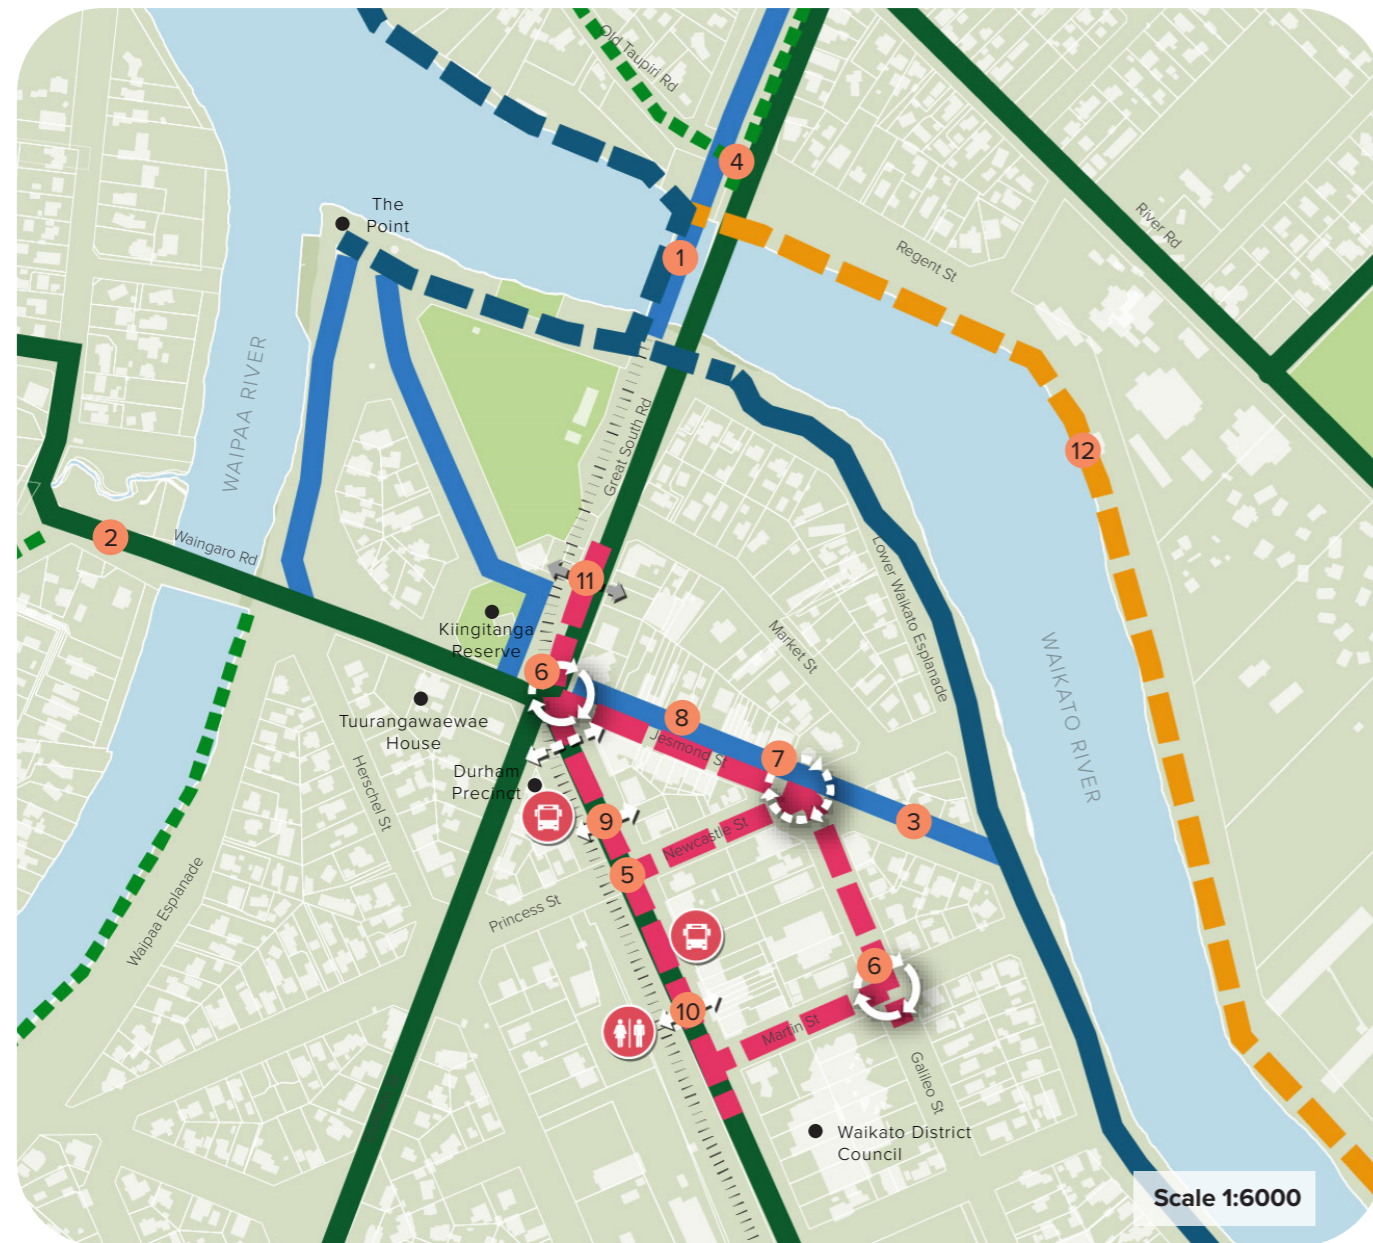 Old Taupiri Rd
4
The
Point
River Rd
1
Regent St
WAIPAA RIVER
Great South Rd
12
2
Waingaro Rd
Lower Waikato Esplanade
11
Kiingitanga
Reserve
Market St
6
WAIKATO RIVER
Tuurangawaewae
House
8
Jesmond St
7
Herschel St
Durham
Precinct
9
3
Newcastle St
5
Waipaa Esplanade
Princess St
6
10
Martin St
Galileo St
Waikato District
Council
Scale 1:6000